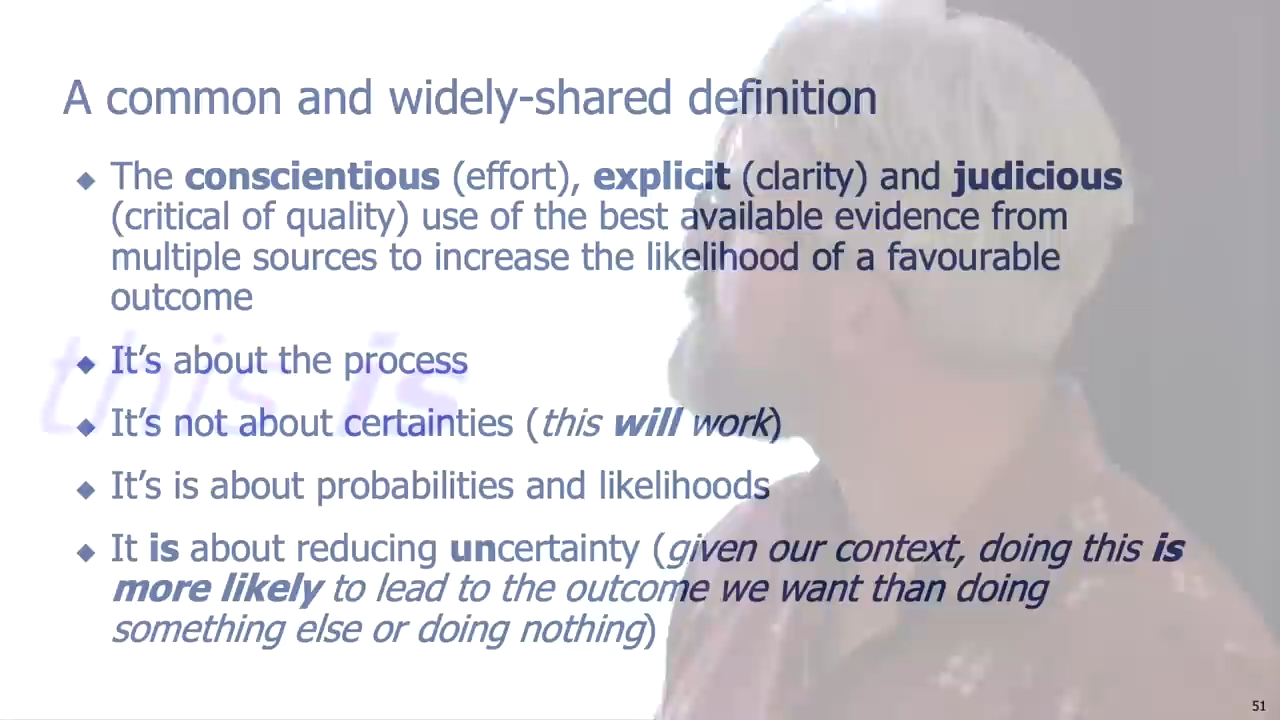 A common and widely-shared definition
◆ The conscientious (effort), explicit (clarity) and judicious
(critical of quality) use of the best available evidence from
multiple sources to increase the likelihood of a favourable
outcome
this is
◆ It’s about the process
◆ It’s not about certainties (this will work)
◆ It’s is about probabilities and likelihoods
◆ It is about reducing uncertainty (given our context, doing this is
more likely to lead to the outcome we want than doing
something else or doing nothing)
51